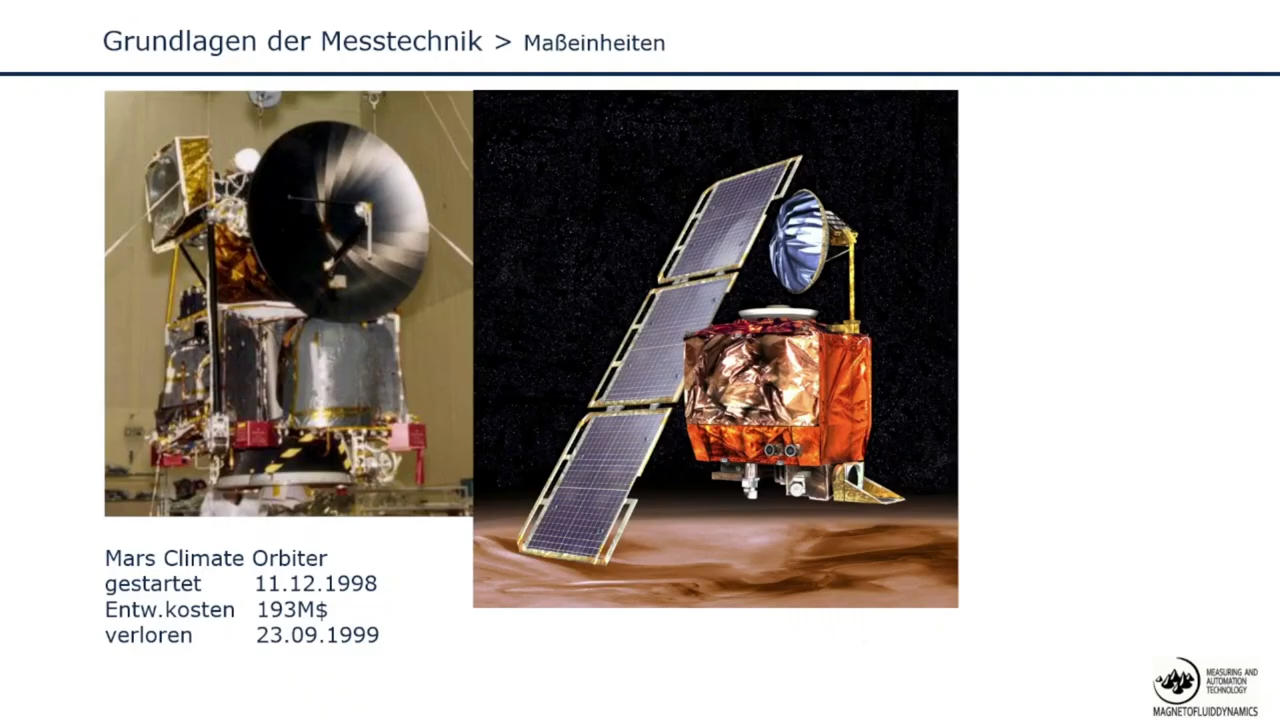 Grundlagen der Messtechnik > Maßeinheiten
Mars Climate Orbiter
gestartet 11.12.1998
Entw.kosten 193M$
verloren 23.09.1999
MEASURING AND
AUTOMATION
TECHNOLOGY
MAGNETOFLUIDDYNAMICS